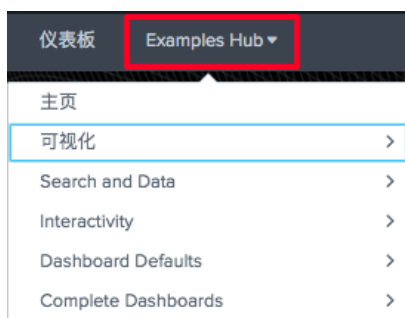 仪表板 Examples Hub
主页
可视化
Search and Data
Interactivity
Dashboard Defaults
Complete Dashboards